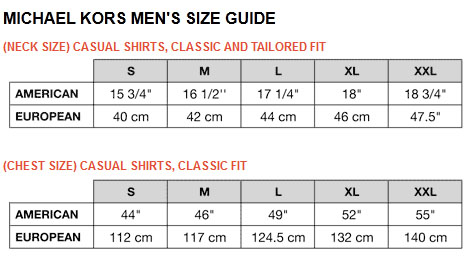 MICHAEL KORS MEN'S SIZE GUIDE
(NECK SIZE) CASUAL SHIRTS, CLASSIC AND TAILORED FIT
S M L XL XXL
AMERICAN 15 3/4" 16 1/2'' 17 1/4" 18" 18 3/4"
EUROPEAN 40 cm 42 cm 44 cm 46 cm 47.5"
(CHEST SIZE) CASUAL SHIRTS, CLASSIC FIT
S M L XL XXL
AMERICAN 44" 46" 49" 52" 55"
EUROPEAN 112 cm 117 cm 124.5 cm 132 cm 140 cm